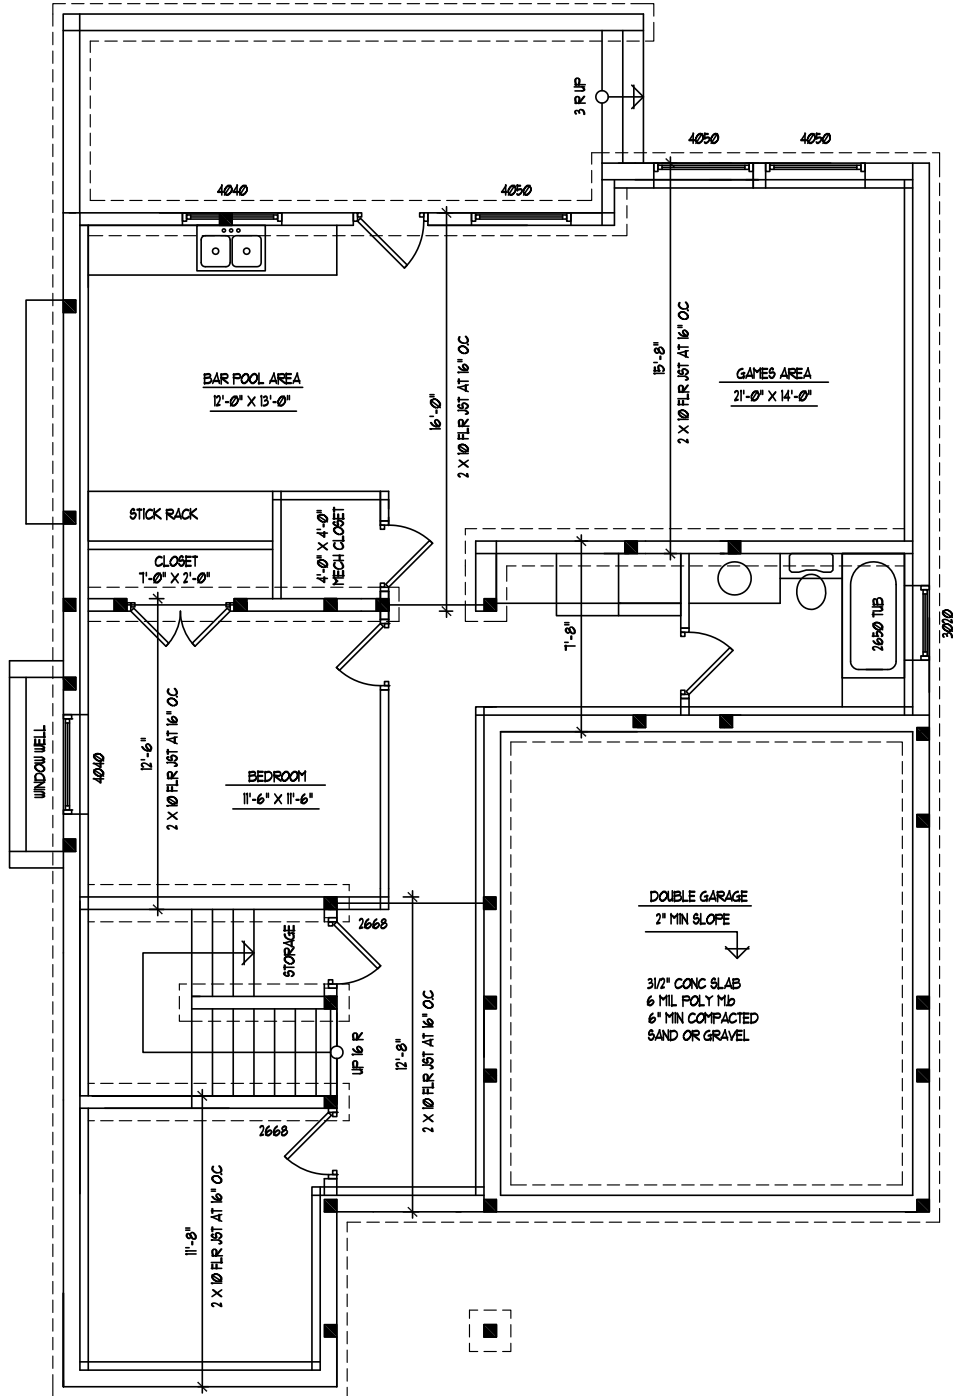 3 R UP
4050
4050
4040
4050
BAR POOL AREA
12'-0" X 13'-0"
16'-0"
2 X 10 FLR JST AT 16" O.C
15'-8"
2 X 10 FLR JST AT 16" O.C
GAMES AREA
21'-0" X 14'-0"
STICK RACK
CLOSET
7'-0" X 2'-0"
4'-0" X 4'-0"
MECH CLOSET
7'-8"
2650 TUB
3020
WINDOW WELL
4040
12'-6"
2 X 10 FLR JST AT 16" O.C
BEDROOM
11'-6" X 11'-6"
DOUBLE GARAGE
2" MIN SLOPE
3 1/2" CONC SLAB
6 MIL POLY M.b
6" MIN COMPACTED
SAND OR GRAVEL
2668
STORAGE
UP 16 R
12'-8"
2 X 10 FLR JST AT 16" O.C
2668
11'-8"
2 X 10 FLR JST AT 16" O.C